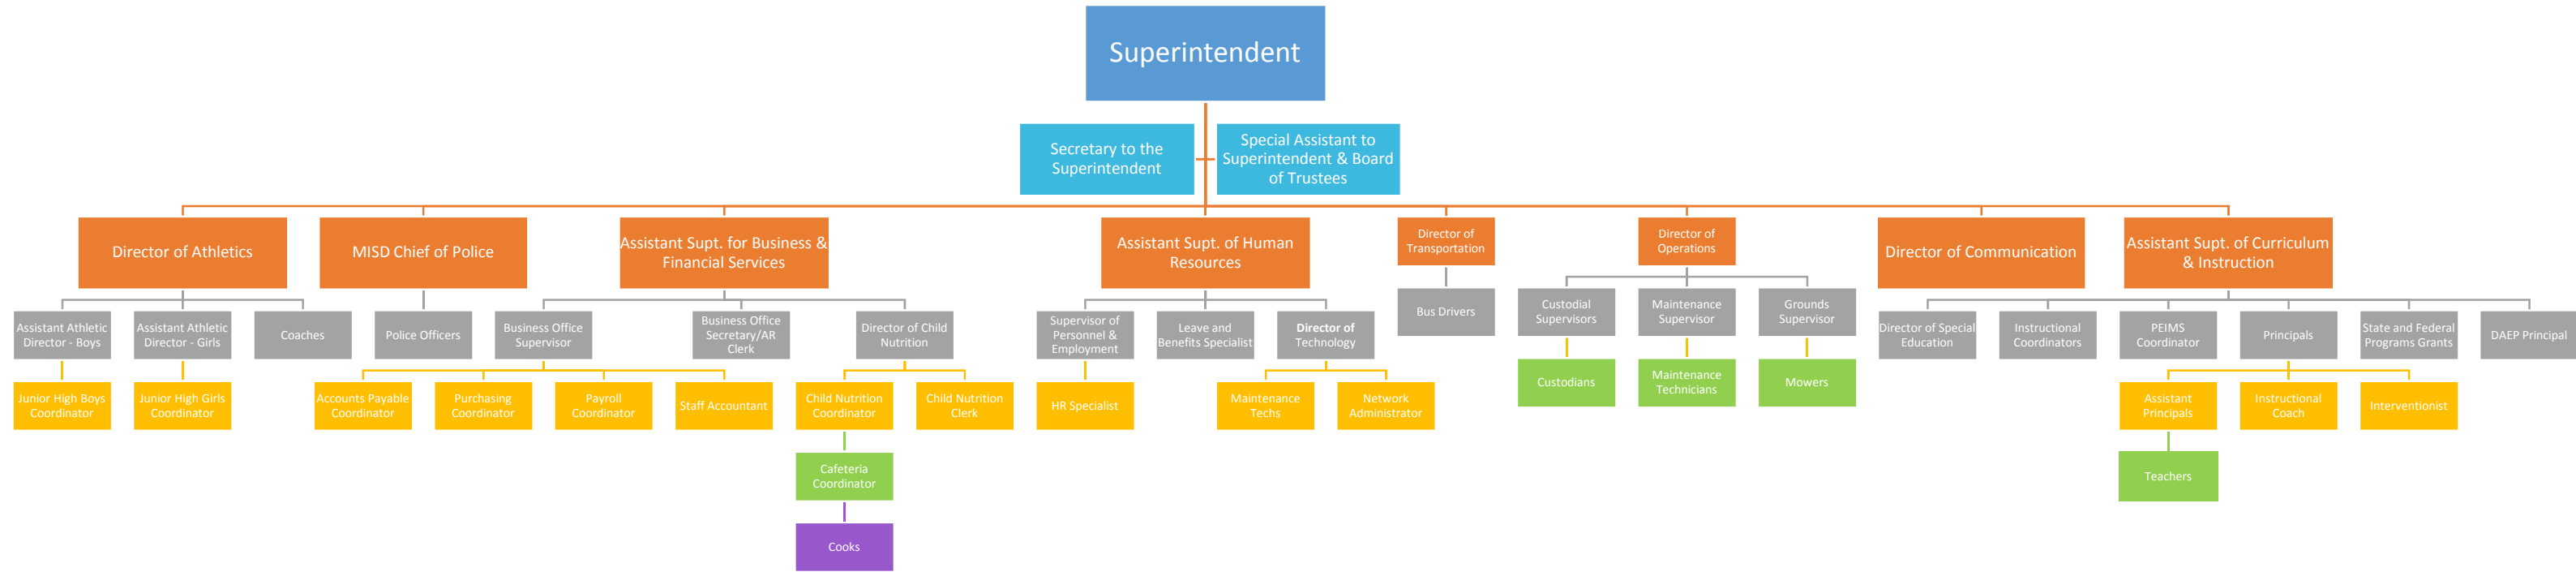 Superintendent
Secretary to the
Superintendent
Special Assistant to
Superintendent & Board
of Trustees
Director of Athletics
MISD Chief of Police
Assistant Supt. for Business &
Financial Services
Assistant Supt. of Human
Resources
Director of
Transportation
Director of
Operations
Director of Communication
Assistant Supt. of Curriculum
& Instruction
Assistant Athletic
Director - Boys
Assistant Athletic
Director - Girls
Coaches
Police Officers
Business Office
Supervisor
Business Office
Secretary/AR
Clerk
Director of Child
Nutrition
Supervisor of
Personnel &
Employment
Leave and
Benefits Specialist
Director of
Technology
Bus Drivers
Custodial
Supervisors
Maintenance
Supervisor
Grounds
Supervisor
Director of Special
Education
Instructional
Coordinators
PEIMS
Coordinator
Principals
State and Federal
Programs Grants
DAEP Principal
Junior High Boys
Coordinator
Junior High Girls
Coordinator
Accounts Payable
Coordinator
Purchasing
Coordinator
Payroll
Coordinator
Staff Accountant
Child Nutrition
Coordinator
Child Nutrition
Clerk
HR Specialist
Maintenance
Techs
Network
Administrator
Custodians
Maintenance
Technicians
Mowers
Assistant
Principals
Instructional
Coach
Interventionist
Cafeteria
Coordinator
Teachers
Cooks